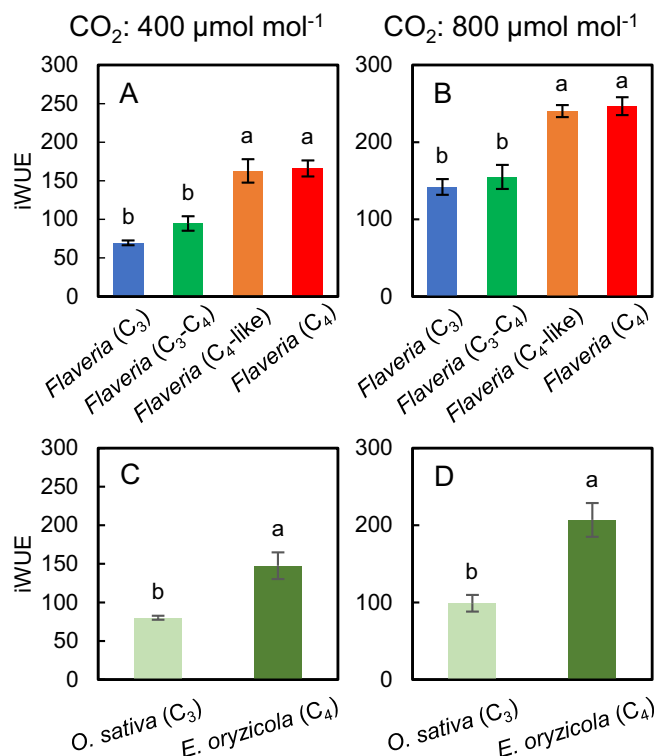 CO₂: 400 µmol mol⁻¹
CO₂: 800 µmol mol⁻¹
iWUE
300
250
200
150
100
50
0
A
b
b
a
a
Flaveria (C₃)
Flaveria (C₃-C₄)
Flaveria (C₄-like)
Flaveria (C₄)
300
200
100
0
B
b
b
a
a
Flaveria (C₃)
Flaveria (C₃-C₄)
Flaveria (C₄-like)
Flaveria (C₄)
iWUE
300
250
200
150
100
50
0
C
b
a
O. sativa (C₃)
E. oryzicola (C₄)
300
200
100
0
D
b
a
O. sativa (C₃)
E. oryzicola (C₄)